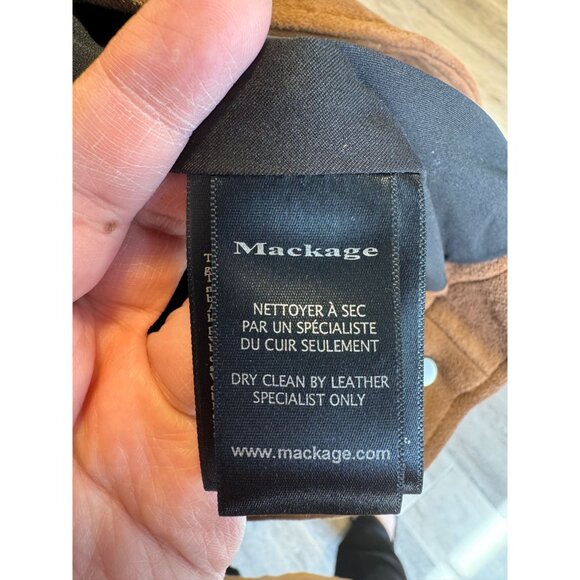 Mackage
NETTOYER À SEC
PAR UN SPÉCIALISTE
DU CUIR SEULEMENT
DRY CLEAN BY LEATHER
SPECIALIST ONLY
www.mackage.com